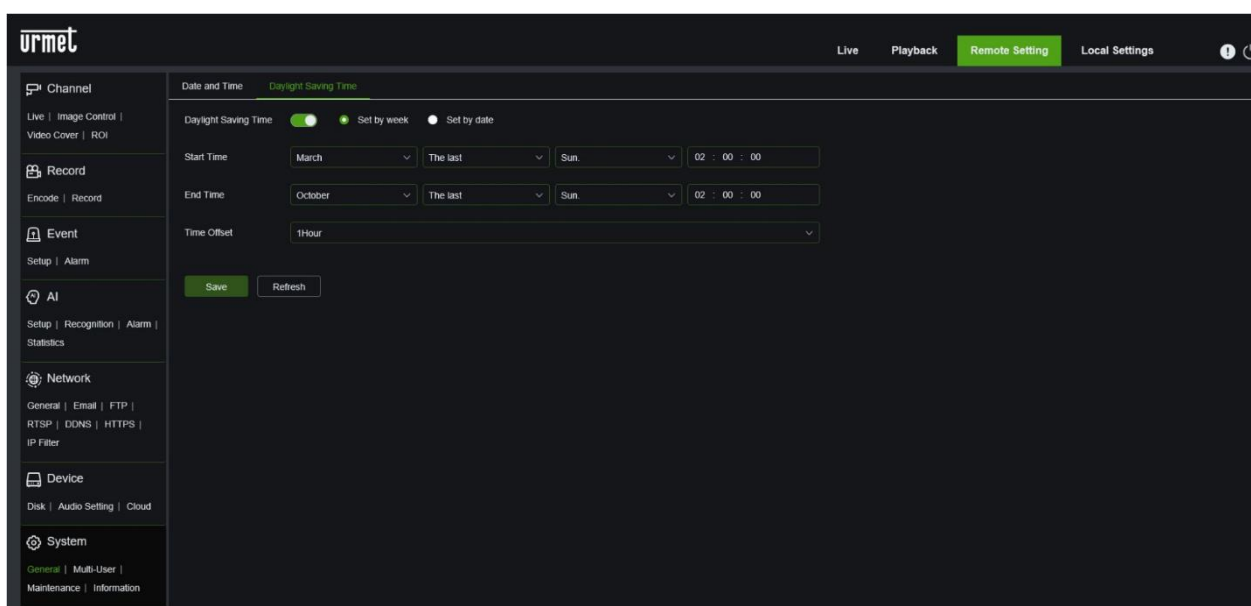 urmet
Live Playback Remote Setting Local Settings
Channel
Live | Image Control |
Video Cover | ROI
Record
Encode | Record
Event
Setup | Alarm
AI
Setup | Recognition | Alarm |
Statistics
Network
General | Email | FTP |
RTSP | DDNS | HTTPS |
IP Filter
Device
Disk | Audio Setting | Cloud
System
General | Multi-User |
Maintenance | Information
Date and Time Daylight Saving Time
Daylight Saving Time Set by week Set by date
Start Time March The last Sun. 02 : 00 : 00
End Time October The last Sun. 02 : 00 : 00
Time Offset 1Hour
Save Refresh